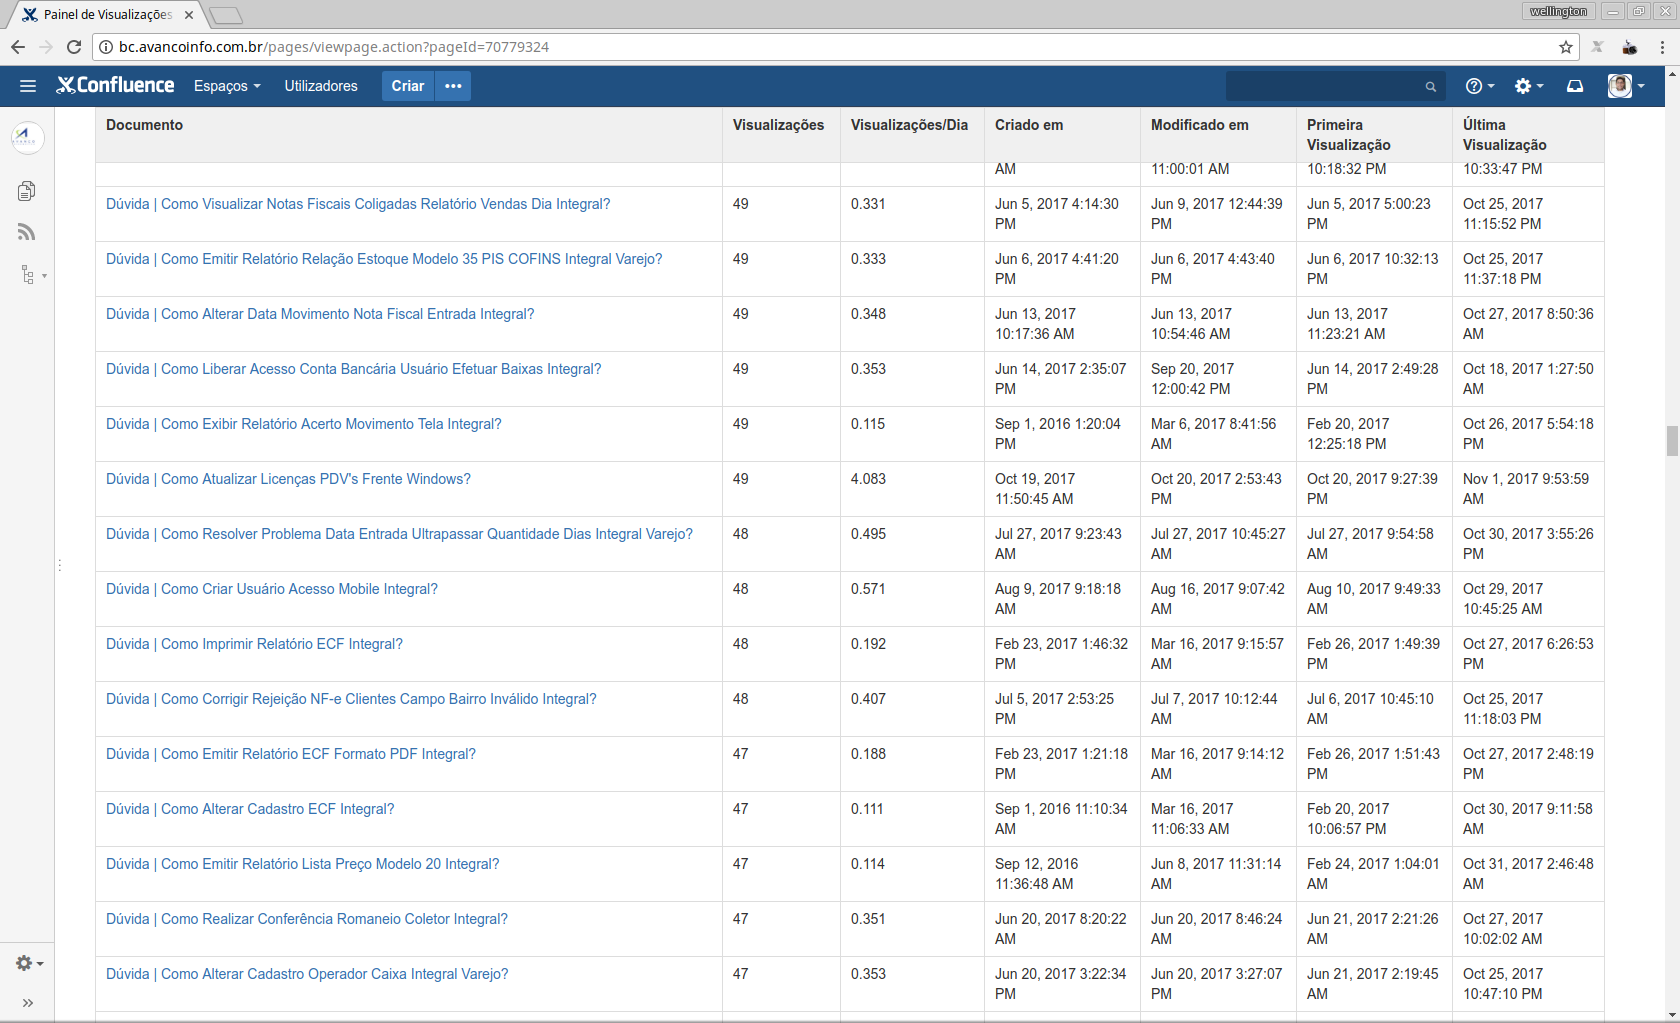 Painel de Visualizações
wellington
bc.avancoinfo.com.br/pages/viewpage.action?pageId=70779324
Confluence Espaços Utilizadores Criar
Documento Visualizações Visualizações/Dia Criado em Modificado em Primeira Última
Visualização Visualização
AM 11:00:01 AM 10:18:32 PM 10:33:47 PM
Dúvida | Como Visualizar Notas Fiscais Coligadas Relatório Vendas Dia Integral? 49 0.331 Jun 5, 2017 4:14:30 Jun 9, 2017 12:44:39 Jun 5, 2017 5:00:23 Oct 25, 2017
PM PM PM 11:15:52 PM
Dúvida | Como Emitir Relatório Relação Estoque Modelo 35 PIS COFINS Integral Varejo? 49 0.333 Jun 6, 2017 4:41:20 Jun 6, 2017 4:43:40 Jun 6, 2017 10:32:13 Oct 25, 2017
PM PM PM 11:37:18 PM
Dúvida | Como Alterar Data Movimento Nota Fiscal Entrada Integral? 49 0.348 Jun 13, 2017 Jun 13, 2017 Jun 13, 2017 Oct 27, 2017 8:50:36
10:17:36 AM 10:54:46 AM 11:23:21 AM AM
Dúvida | Como Liberar Acesso Conta Bancária Usuário Efetuar Baixas Integral? 49 0.353 Jun 14, 2017 2:35:07 Sep 20, 2017 Jun 14, 2017 2:49:28 Oct 18, 2017 1:27:50
PM 12:00:42 PM PM AM
Dúvida | Como Exibir Relatório Acerto Movimento Tela Integral? 49 0.115 Sep 1, 2016 1:20:04 Mar 6, 2017 8:41:56 Feb 20, 2017 Oct 26, 2017 5:54:18
PM AM 12:25:18 PM PM
Dúvida | Como Atualizar Licenças PDV's Frente Windows? 49 4.083 Oct 19, 2017 Oct 20, 2017 2:53:43 Oct 20, 2017 9:27:39 Nov 1, 2017 9:53:59
11:50:45 AM PM PM AM
Dúvida | Como Resolver Problema Data Entrada Ultrapassar Quantidade Dias Integral Varejo? 48 0.495 Jul 27, 2017 9:23:43 Jul 27, 2017 10:45:27 Jul 27, 2017 9:54:58 Oct 30, 2017 3:55:26
AM AM AM PM
Dúvida | Como Criar Usuário Acesso Mobile Integral? 48 0.571 Aug 9, 2017 9:18:18 Aug 16, 2017 9:07:42 Aug 10, 2017 9:49:33 Oct 29, 2017
AM AM AM 10:45:25 AM
Dúvida | Como Imprimir Relatório ECF Integral? 48 0.192 Feb 23, 2017 1:46:32 Mar 16, 2017 9:15:57 Feb 26, 2017 1:49:39 Oct 27, 2017 6:26:53
PM AM PM PM
Dúvida | Como Corrigir Rejeição NF-e Clientes Campo Bairro Inválido Integral? 48 0.407 Jul 5, 2017 2:53:25 Jul 7, 2017 10:12:44 Jul 6, 2017 10:45:10 Oct 25, 2017
PM AM AM 11:18:03 PM
Dúvida | Como Emitir Relatório ECF Formato PDF Integral? 47 0.188 Feb 23, 2017 1:21:18 Mar 16, 2017 9:14:12 Feb 26, 2017 1:51:43 Oct 27, 2017 2:48:19
PM AM PM PM
Dúvida | Como Alterar Cadastro ECF Integral? 47 0.111 Sep 1, 2016 11:10:34 Mar 16, 2017 Feb 20, 2017 Oct 30, 2017 9:11:58
AM 11:06:33 AM 10:06:57 PM AM
Dúvida | Como Emitir Relatório Lista Preço Modelo 20 Integral? 47 0.114 Sep 12, 2016 Jun 8, 2017 11:31:14 Feb 24, 2017 1:04:01 Oct 31, 2017 2:46:48
11:36:48 AM AM AM AM
Dúvida | Como Realizar Conferência Romaneio Coletor Integral? 47 0.351 Jun 20, 2017 8:20:22 Jun 20, 2017 8:46:24 Jun 21, 2017 2:21:26 Oct 27, 2017
AM AM AM 10:02:02 AM
Dúvida | Como Alterar Cadastro Operador Caixa Integral Varejo? 47 0.353 Jun 20, 2017 3:22:34 Jun 20, 2017 3:27:07 Jun 21, 2017 2:19:45 Oct 25, 2017
PM PM AM 10:47:10 PM